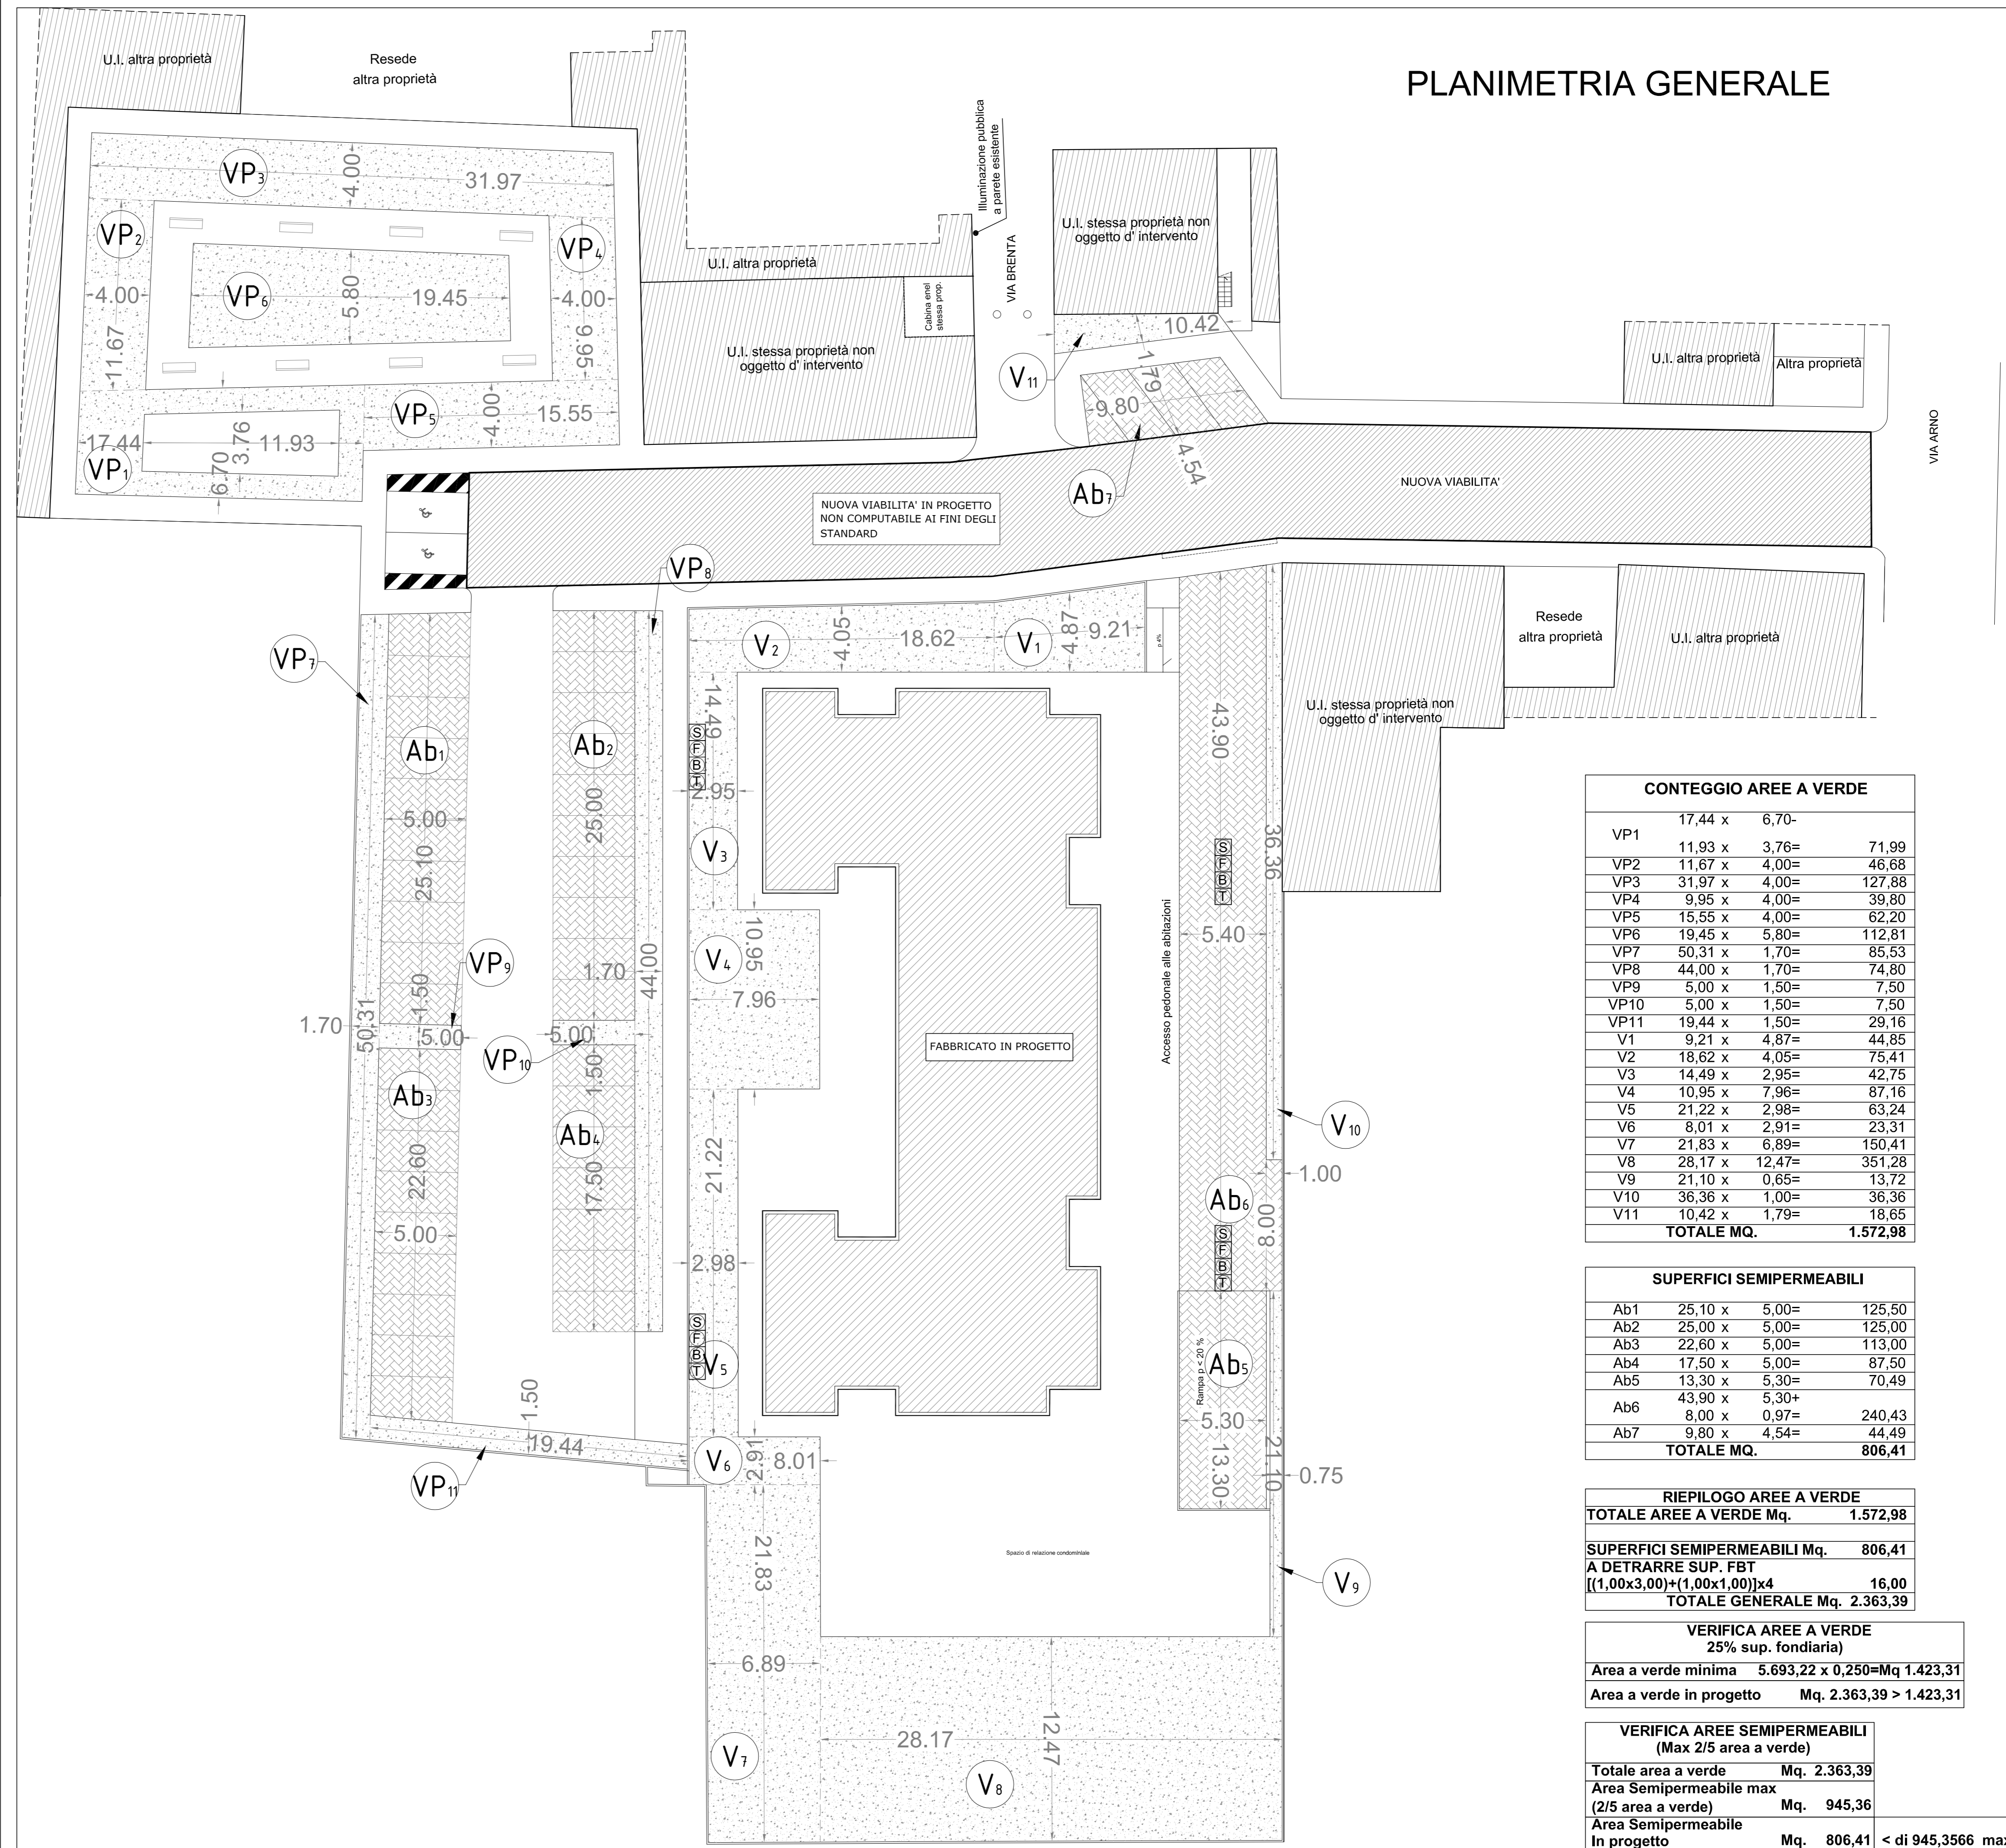 PLANIMETRIA GENERALE
U.I. altra proprietà
Resede
altra proprietà
Illuminazione pubblica
a parete esistente
VIA BRENTA
U.I. stessa proprietà non
oggetto d' intervento
VP3
4.00
31.97
VP2
VP4
U.I. altra proprietà
4.00
VP6
5.80
19.45
4.00
Cabina enel
stessa prop.
10.42
11.67
9.95
U.I. stessa proprietà non
oggetto d' intervento
V11
1.79
U.I. altra proprietà
Altra proprietà
VP5
4.00
15.55
9.80
VIA ARNO
17.44
3.76
11.93
VP1
6.70
4.54
Ab7
NUOVA VIABILITA'
NUOVA VIABILITA' IN PROGETTO
NON COMPUTABILE AI FINI DEGLI
STANDARD
VP8
VP7
V2
4.05
18.62
V1
4.87
9.21
p 4%
Resede
altra proprietà
U.I. altra proprietà
14.49
43.90
U.I. stessa proprietà non
oggetto d' intervento
Ab1
Ab2
S
F
B
T
2.95
5.00
25.00
25.10
V3
36.36
S
F
B
T
Accesso pedonale alle abitazioni
5.40
10.95
V4
VP9
1.70
44.00
1.50
7.96
1.70
50.31
5.00
5.00
FABBRICATO IN PROGETTO
VP10
1.50
Ab3
Ab4
V10
22.60
17.50
21.22
1.00
Ab6
8.00
5.00
2.98
S
F
B
T
S
F
B
T
V5
Rampa p < 20 %
Ab5
1.50
5.30
19.44
V6
2.91
8.01
13.30
21.10
0.75
VP11
21.83
Spazio di relazione condominiale
V9
6.89
28.17
12.47
V7
V8
CONTEGGIO AREE A VERDE
17,44 x 6,70-
VP1
11,93 x 3,76= 71,99
VP2 11,67 x 4,00= 46,68
VP3 31,97 x 4,00= 127,88
VP4 9,95 x 4,00= 39,80
VP5 15,55 x 4,00= 62,20
VP6 19,45 x 5,80= 112,81
VP7 50,31 x 1,70= 85,53
VP8 44,00 x 1,70= 74,80
VP9 5,00 x 1,50= 7,50
VP10 5,00 x 1,50= 7,50
VP11 19,44 x 1,50= 29,16
V1 9,21 x 4,87= 44,85
V2 18,62 x 4,05= 75,41
V3 14,49 x 2,95= 42,75
V4 10,95 x 7,96= 87,16
V5 21,22 x 2,98= 63,24
V6 8,01 x 2,91= 23,31
V7 21,83 x 6,89= 150,41
V8 28,17 x 12,47= 351,28
V9 21,10 x 0,65= 13,72
V10 36,36 x 1,00= 36,36
V11 10,42 x 1,79= 18,65
TOTALE MQ. 1.572,98
SUPERFICI SEMIPERMEABILI
Ab1 25,10 x 5,00= 125,50
Ab2 25,00 x 5,00= 125,00
Ab3 22,60 x 5,00= 113,00
Ab4 17,50 x 5,00= 87,50
Ab5 13,30 x 5,30= 70,49
43,90 x 5,30+
Ab6
8,00 x 0,97= 240,43
Ab7 9,80 x 4,54= 44,49
TOTALE MQ. 806,41
RIEPILOGO AREE A VERDE
TOTALE AREE A VERDE Mq. 1.572,98
SUPERFICI SEMIPERMEABILI Mq. 806,41
A DETRARRE SUP. FBT
[(1,00x3,00)+(1,00x1,00)]x4 16,00
TOTALE GENERALE Mq. 2.363,39
VERIFICA AREE A VERDE
25% sup. fondiaria)
Area a verde minima 5.693,22 x 0,250=Mq 1.423,31
Area a verde in progetto Mq. 2.363,39 > 1.423,31
VERIFICA AREE SEMIPERMEABILI
(Max 2/5 area a verde)
Totale area a verde Mq. 2.363,39
Area Semipermeabile max
(2/5 area a verde) Mq. 945,36
Area Semipermeabile
In progetto Mq. 806,41 < di 945,3566 max